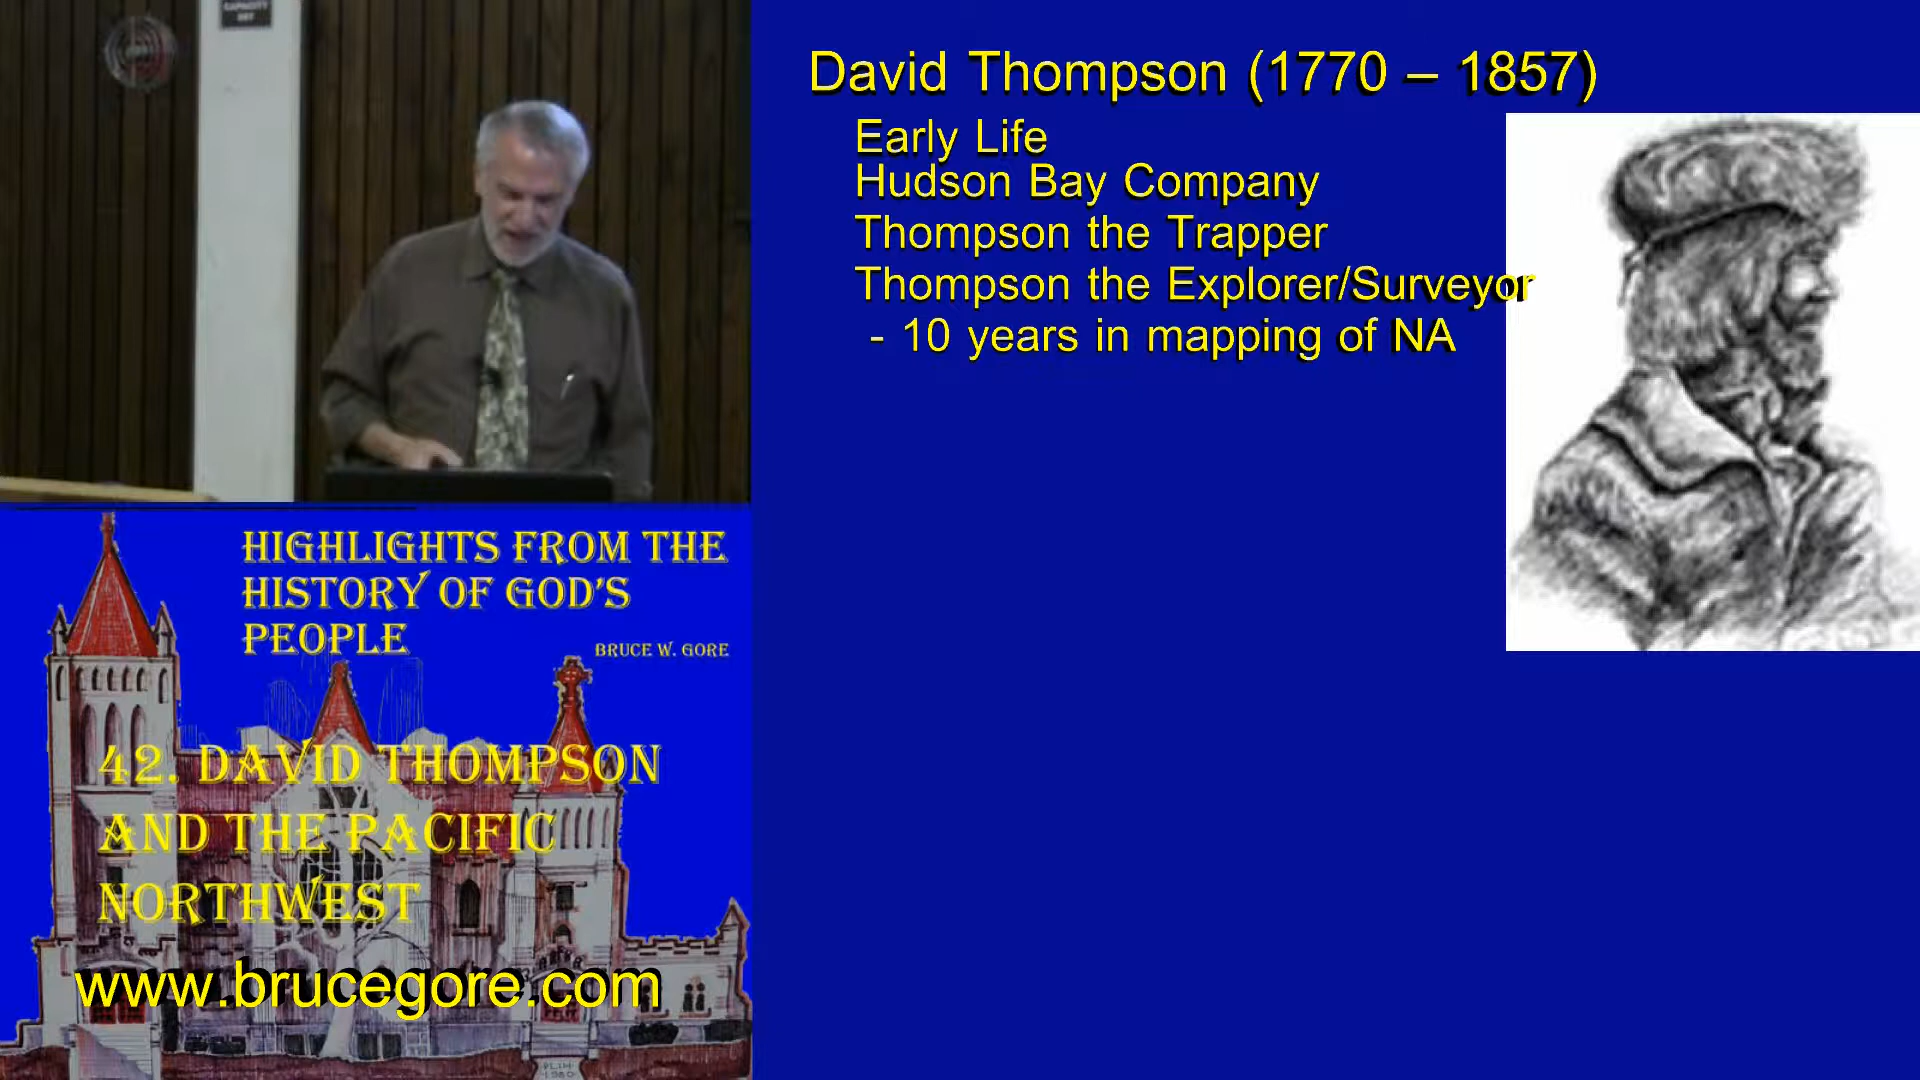 CAPACITY
David Thompson (1770 – 1857)
Early Life
Hudson Bay Company
Thompson the Trapper
Thompson the Explorer/Surveyor
- 10 years in mapping of NA
HIGHLIGHTS FROM THE
HISTORY OF GOD'S
PEOPLE
BRUCE W. GORE
42. DAVID THOMPSON
AND THE PACIFIC
NORTHWEST
www.brucegore.com